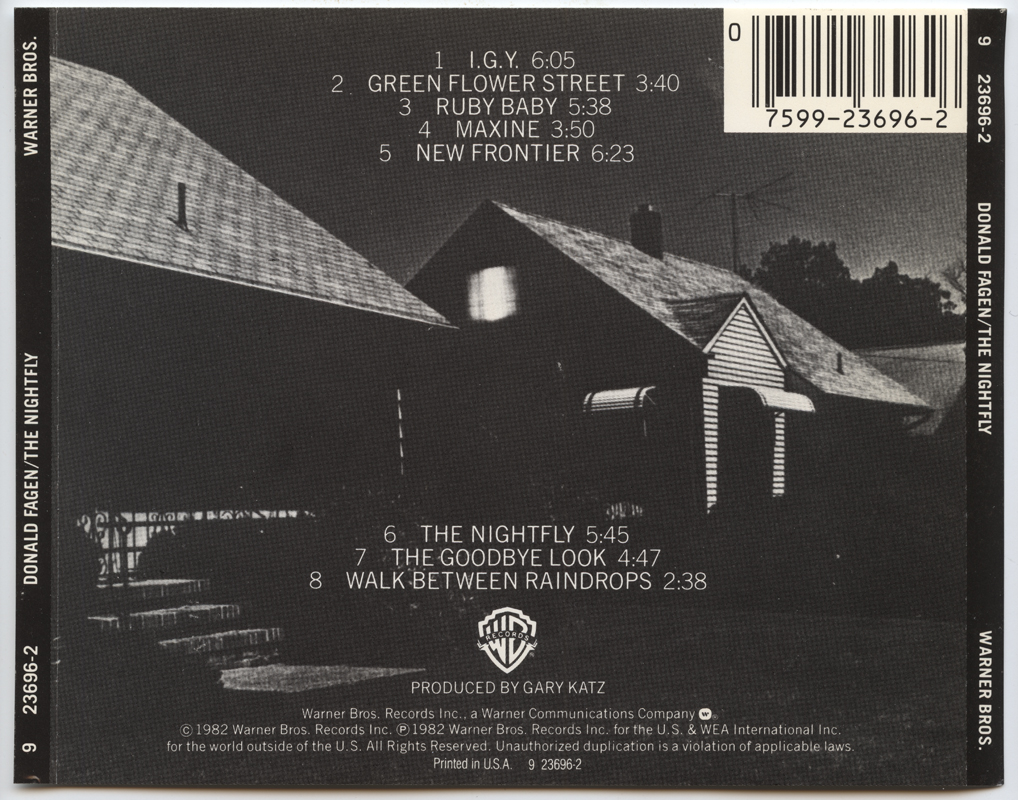 1 I.G.Y. 6:05
2 GREEN FLOWER STREET 3:40
3 RUBY BABY 5:38
4 MAXINE 3:50
5 NEW FRONTIER 6:23
0
7599-23696-2
6 THE NIGHTFLY 5:45
7 THE GOODBYE LOOK 4:47
8 WALK BETWEEN RAINDROPS 2:38
W
RECORDS
PRODUCED BY GARY KATZ
Warner Bros. Records Inc., a Warner Communications Company
©1982 Warner Bros. Records Inc. ℗1982 Warner Bros. Records Inc. for the U.S. & WEA International Inc.
for the world outside of the U.S. All Rights Reserved. Unauthorized duplication is a violation of applicable laws.
Printed in U.S.A. 9 23696-2
9 23696-2 DONALD FAGEN/THE NIGHTFLY WARNER BROS.
9 23696-2 DONALD FAGEN/THE NIGHTFLY WARNER BROS.